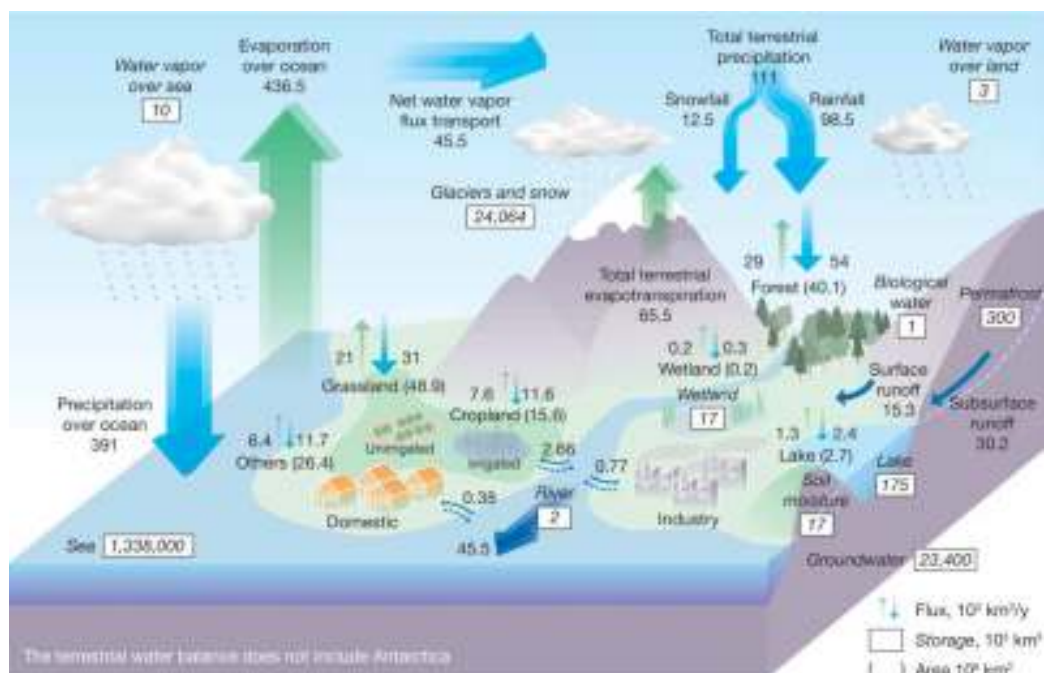 Water vapor
over sea
10
Evaporation
over ocean
436.5
Net water vapor
flux transport
45.5
Total terrestrial
precipitation
111
Snowfall
12.5
Rainfall
98.5
Water vapor
over land
3
Glaciers and snow
24,064
Total terrestrial
evapotranspiration
65.5
29
54
Forest (40.1)
Biological
water
1
Permafrost
300
21
31
Grassland (48.9)
0.2
0.3
Wetland (0.2)
Wetland
17
Surface
runoff
15.3
Subsurface
runoff
30.2
Precipitation
over ocean
391
6.4
11.7
Others (26.4)
7.6
11.6
Cropland (15.6)
Unirrigated
Irrigated
2.66
0.77
1.3
2.4
Lake (2.7)
Lake
175
Soil
moisture
17
Domestic
0.38
River
2
Industry
45.5
Sea 1,338,000
Groundwater 23,400
Flux, 10³ km³/y
Storage, 10³ km³
Area 10⁶ km²
The terrestrial water balance does not include Antarctica